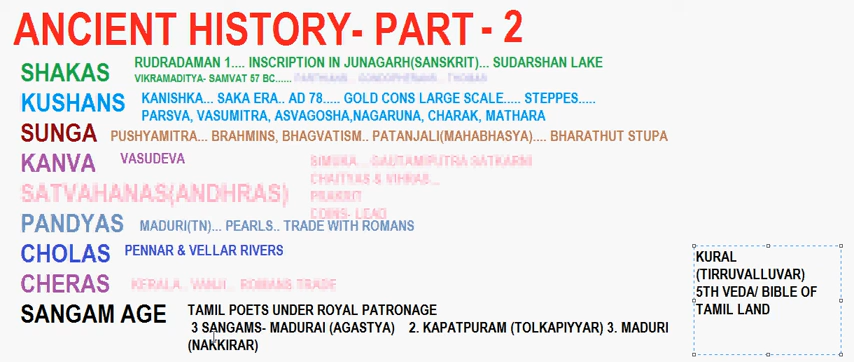 ANCIENT HISTORY- PART - 2
SHAKAS
RUDRADAMAN 1.... INSCRIPTION IN JUNAGARH(SANSKRIT)... SUDARSHAN LAKE
VIKRAMADITYA- SAMVAT 57 BC...... PARTHIANS... GONDOPHERNES... THOMAS
KUSHANS
KANISHKA... SAKA ERA.. AD 78..... GOLD CONS LARGE SCALE..... STEPPES.....
PARSVA, VASUMITRA, ASVAGOSHA,NAGARUNA, CHARAK, MATHARA
SUNGA
PUSHYAMITRA... BRAHMINS, BHAGVATISM.. PATANJALI(MAHABHASYA).... BHARATHUT STUPA
KANVA
VASUDEVA
SATVAHANAS(ANDHRAS)
SIMUKA... GAUTAMIPUTRA SATKARNI
CHAITYAS & VIHRAS...
PRAKRIT
COINS- LEAD
PANDYAS
MADURI(TN)... PEARLS.. TRADE WITH ROMANS
CHOLAS
PENNAR & VELLAR RIVERS
CHERAS
KERALA.. VANJI... ROMANS TRADE
SANGAM AGE
TAMIL POETS UNDER ROYAL PATRONAGE
3 SANGAMS- MADURAI (AGASTYA) 2. KAPATPURAM (TOLKAPIYYAR) 3. MADURI
(NAKKIRAR)
KURAL
(TIRRUVALLUVAR)
5TH VEDA/ BIBLE OF
TAMIL LAND